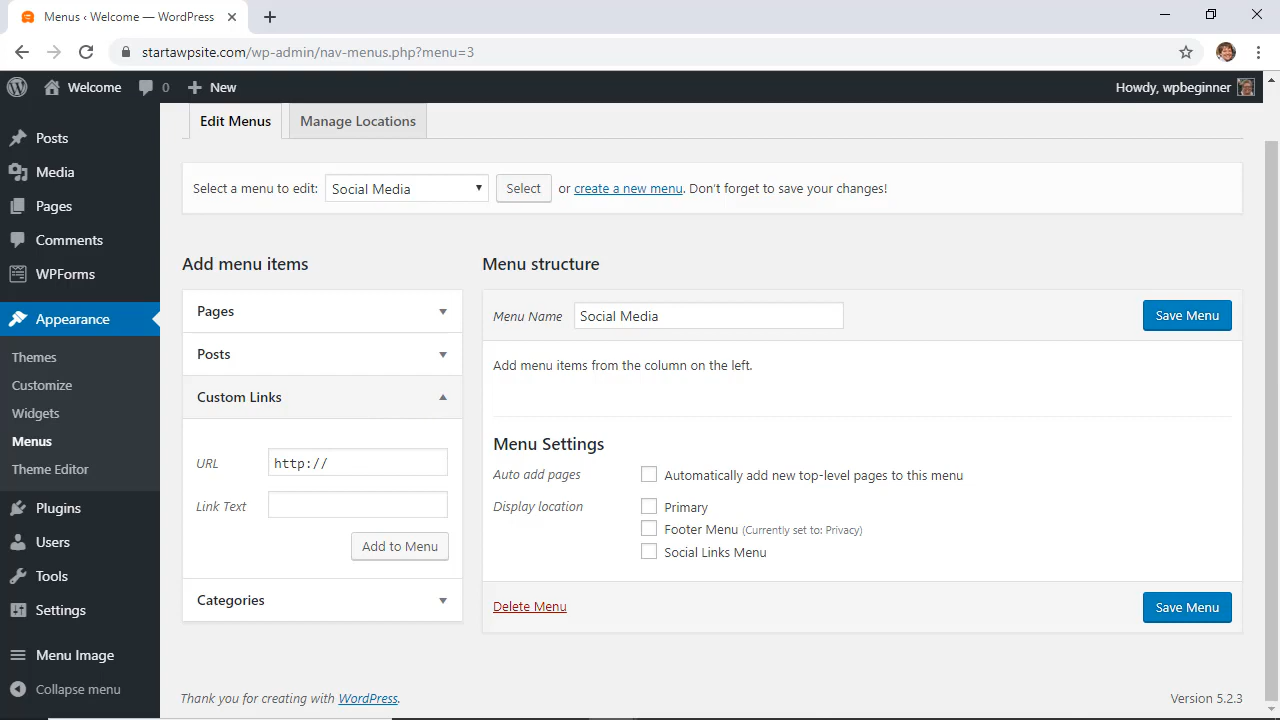 Menus ‹ Welcome — WordPress
startawpsite.com/wp-admin/nav-menus.php?menu=3
Welcome 0 New Howdy, wpbeginner
Posts
Media
Pages
Comments
WPForms
Appearance
Themes
Customize
Widgets
Menus
Theme Editor
Plugins
Users
Tools
Settings
Menu Image
Collapse menu
Edit Menus Manage Locations
Select a menu to edit: Social Media Select or create a new menu. Don't forget to save your changes!
Add menu items
Pages
Posts
Custom Links
URL http://
Link Text
Add to Menu
Categories
Menu structure
Menu Name Social Media Save Menu
Add menu items from the column on the left.
Menu Settings
Auto add pages Automatically add new top-level pages to this menu
Display location Primary
Footer Menu (Currently set to: Privacy)
Social Links Menu
Delete Menu Save Menu
Thank you for creating with WordPress. Version 5.2.3